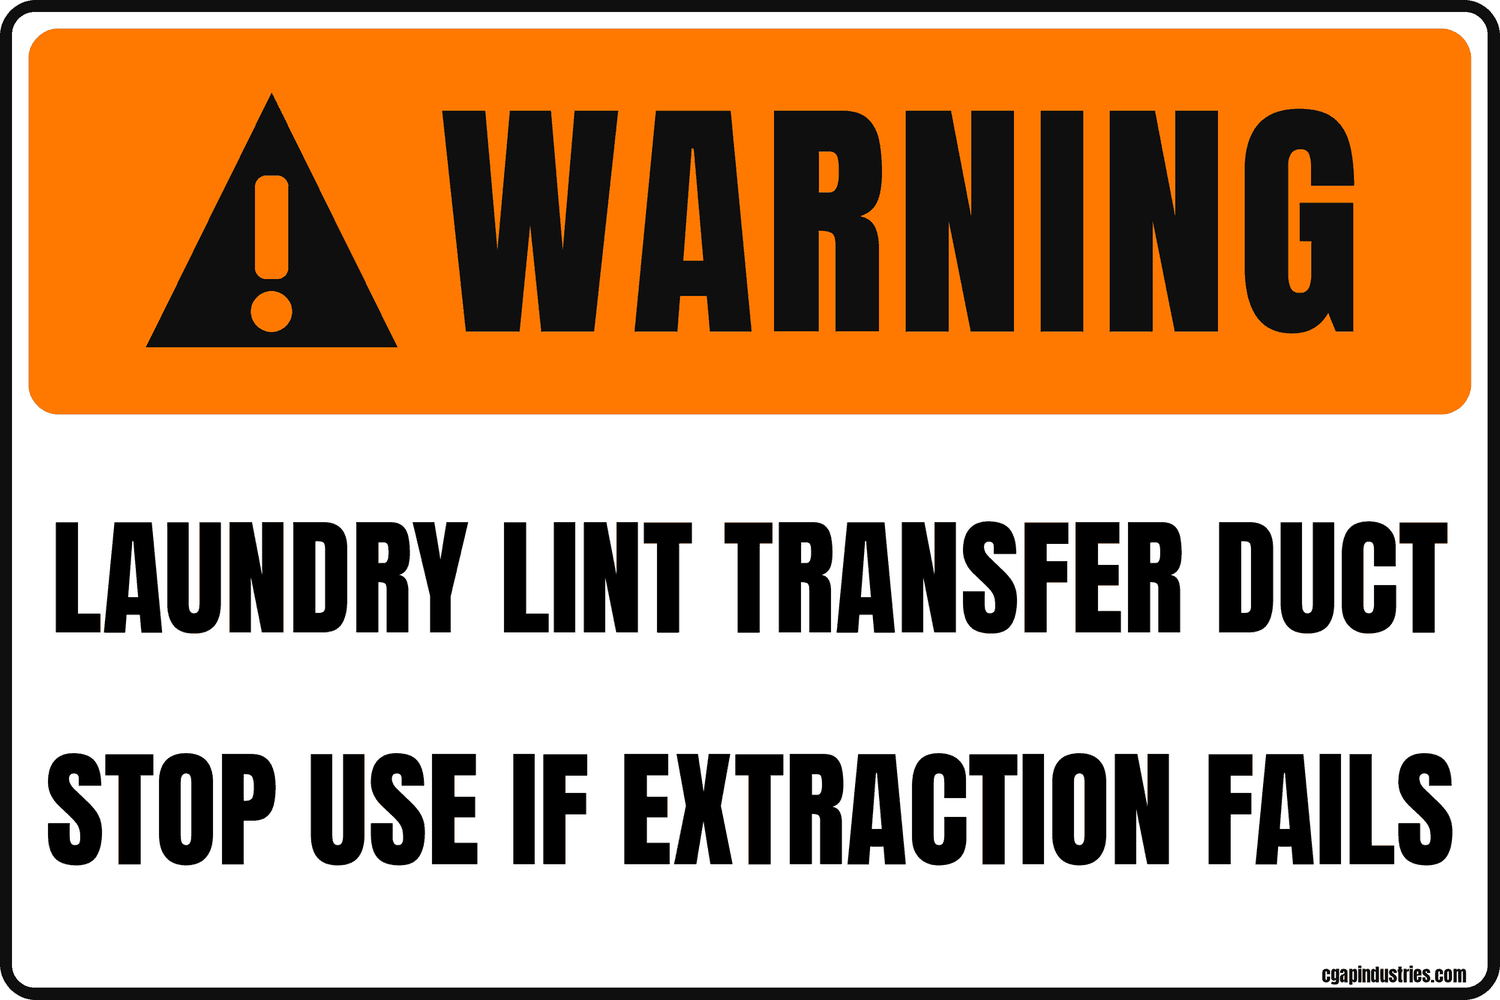 WARNING
LAUNDRY LINT TRANSFER DUCT
STOP USE IF EXTRACTION FAILS
cgapindustries.com